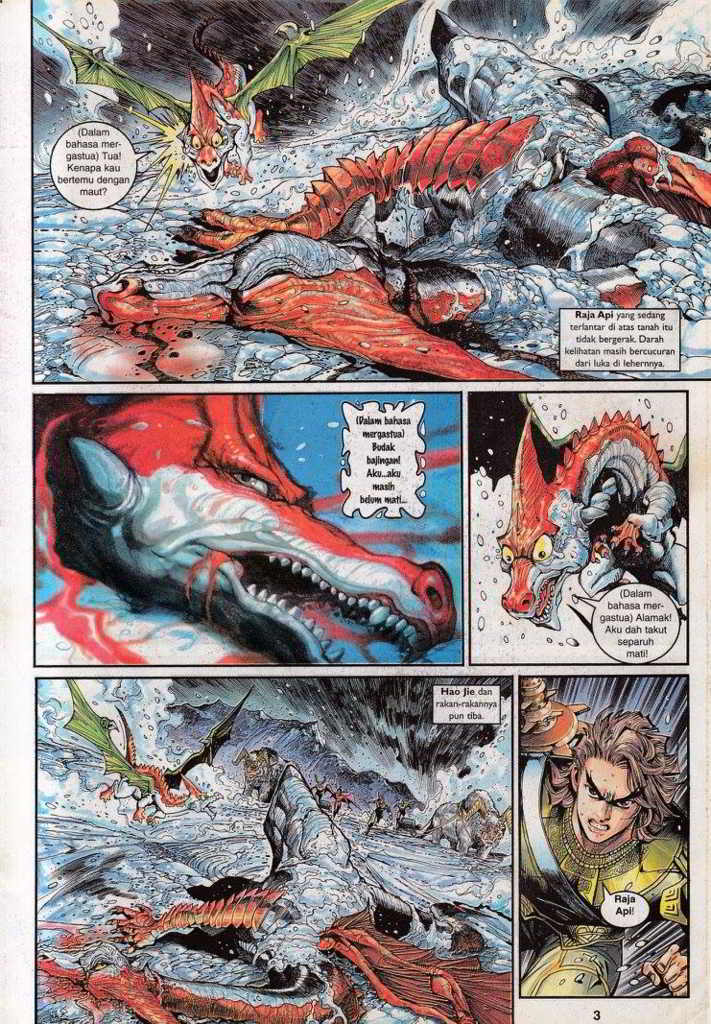 (Dalam
bahasa mer-
gastua) Tua!
Kenapa kau
bertemu dengan
maut?
Raja Api yang sedang
terlantar di atas tanah itu
tidak bergerak. Darah
kelihatan masih bercucuran
dari luka di lehernnya.
(Dalam bahasa
mergastua)
Budak
bajingan!
Aku...aku
masih
belum mati...
(Dalam
bahasa mer-
gastua) Alamak!
Aku dah takut
separuh
mati!
Hao Jie dan
rakan-rakannya
pun tiba.
Raja
Api!
3